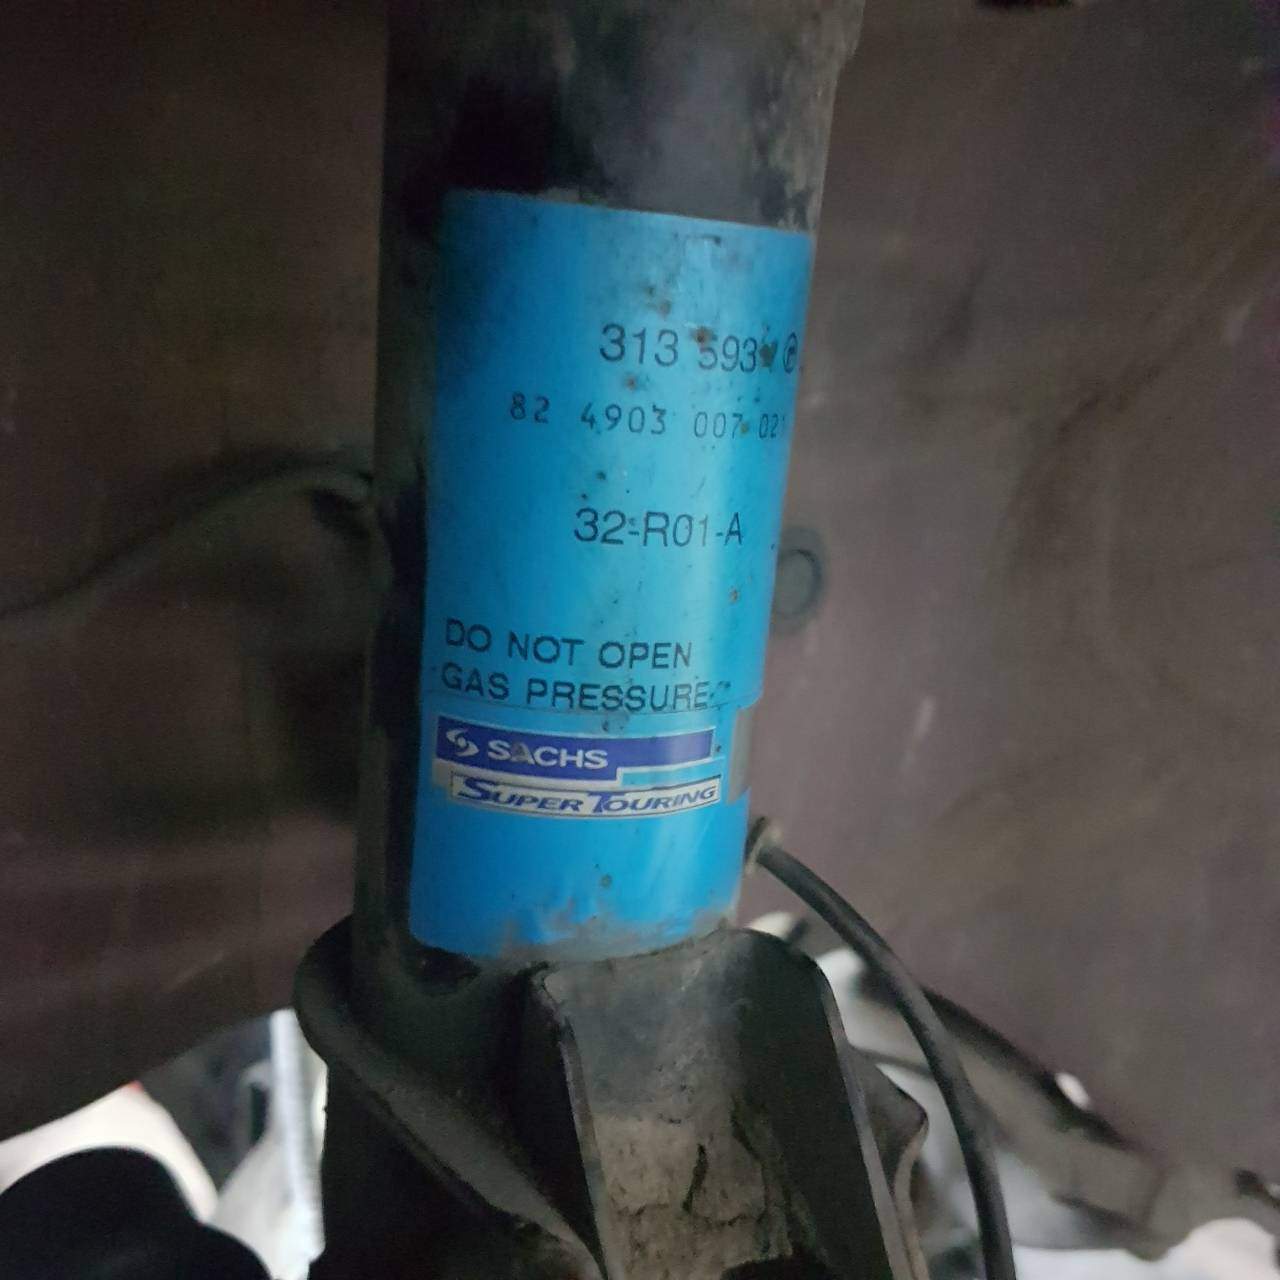 313 593
82 4903 007 021
32-R01-A
DO NOT OPEN
GAS PRESSURE
SACHS
SUPER TOURING